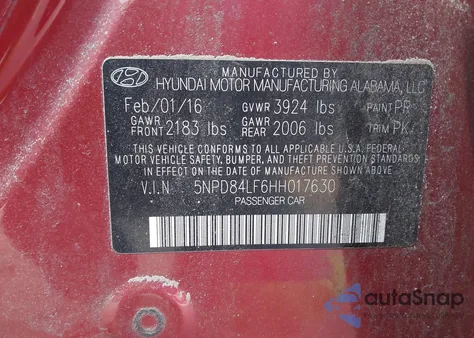 MANUFACTURED BY
HYUNDAI MOTOR MANUFACTURING ALABAMA, LLC
Feb/01/16 GVWR 3924 lbs PAINT PR
GAWR FRONT 2183 lbs GAWR REAR 2006 lbs TRIM PK
THIS VEHICLE CONFORMS TO ALL APPLICABLE U.S.A. FEDERAL
MOTOR VEHICLE SAFETY, BUMPER, AND THEFT PREVENTION STANDARDS
IN EFFECT ON THE DATE OF MANUFACTURE SHOWN ABOVE.
V.I.N 5NPD84LF6HH017630
PASSENGER CAR
autoSnap